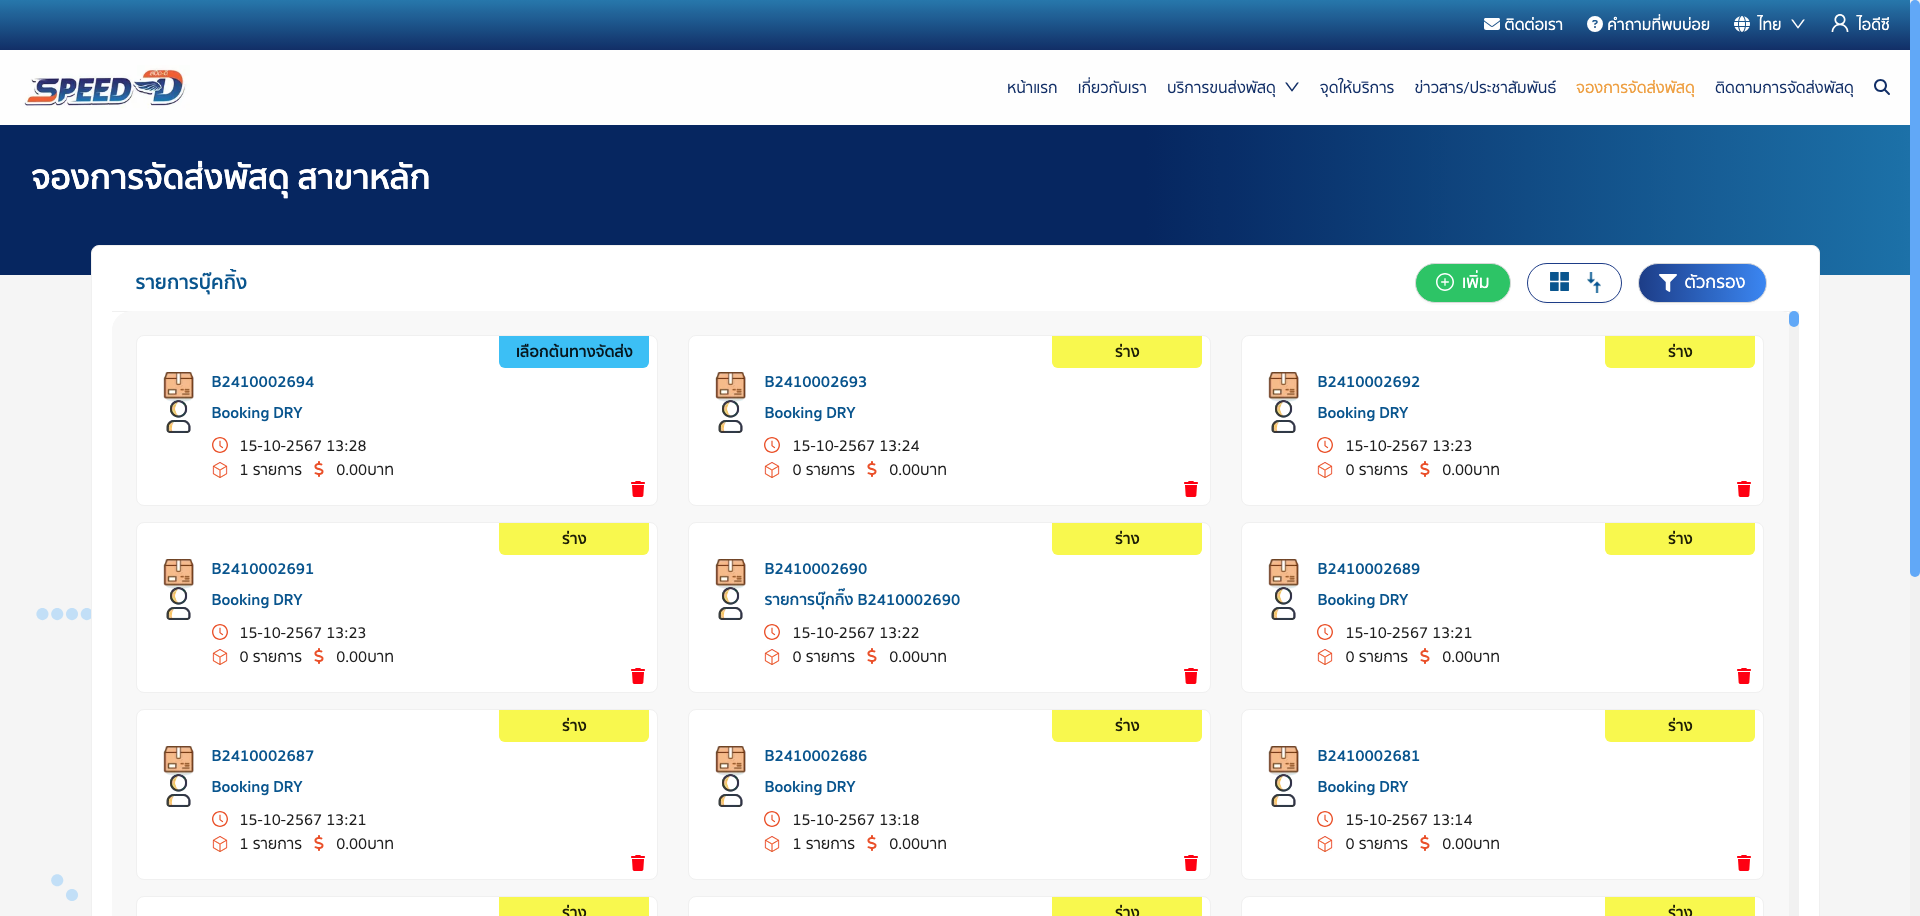 ติดต่อเรา คำถามที่พบบ่อย ไทย ไอดีซี
SPEED-D
หน้าแรก เกี่ยวกับเรา บริการขนส่งพัสดุ จุดให้บริการ ข่าวสาร/ประชาสัมพันธ์ จองการจัดส่งพัสดุ ติดตามการจัดส่งพัสดุ
จองการจัดส่งพัสดุ สาขาหลัก
รายการบุ๊คกิ้ง
เพิ่ม ตัวกรอง
เลือกต้นทางจัดส่ง
B2410002694
Booking DRY
15-10-2567 13:28
1 รายการ $ 0.00บาท
ร่าง
B2410002693
Booking DRY
15-10-2567 13:24
0 รายการ $ 0.00บาท
ร่าง
B2410002692
Booking DRY
15-10-2567 13:23
0 รายการ $ 0.00บาท
ร่าง
B2410002691
Booking DRY
15-10-2567 13:23
0 รายการ $ 0.00บาท
ร่าง
B2410002690
รายการบุ๊กกิ๊ง B2410002690
15-10-2567 13:22
0 รายการ $ 0.00บาท
ร่าง
B2410002689
Booking DRY
15-10-2567 13:21
0 รายการ $ 0.00บาท
ร่าง
B2410002687
Booking DRY
15-10-2567 13:21
1 รายการ $ 0.00บาท
ร่าง
B2410002686
Booking DRY
15-10-2567 13:18
1 รายการ $ 0.00บาท
ร่าง
B2410002681
Booking DRY
15-10-2567 13:14
0 รายการ $ 0.00บาท
ร่าง
ร่าง
ร่าง